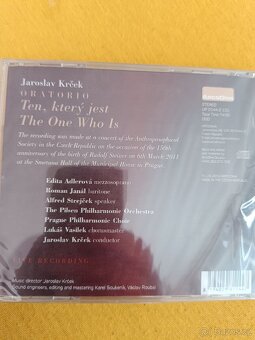 Jaroslav Krček
ORATORIO
Ten, který jest
The One Who Is
The recording was made at a concert of the Anthroposophical
Society in the Czech Republic on the occasion of the 150th
anniversary of the birth of Rudolf Steiner on 6th March 2011
at the Smetana Hall of the Municipal House in Prague.
Edita Adlerová mezzosoprano
Roman Janál baritone
Alfred Strejček speaker
The Pilsen Philharmonic Orchestra
Prague Philharmonic Choir
Lukáš Vasilek chorusmaster
Jaroslav Krček conductor
LIVE RECORDING
Music director Jaroslav Krček
Sound engineers, editing and mastering Karel Soukeník, Václav Roubal
STEREO